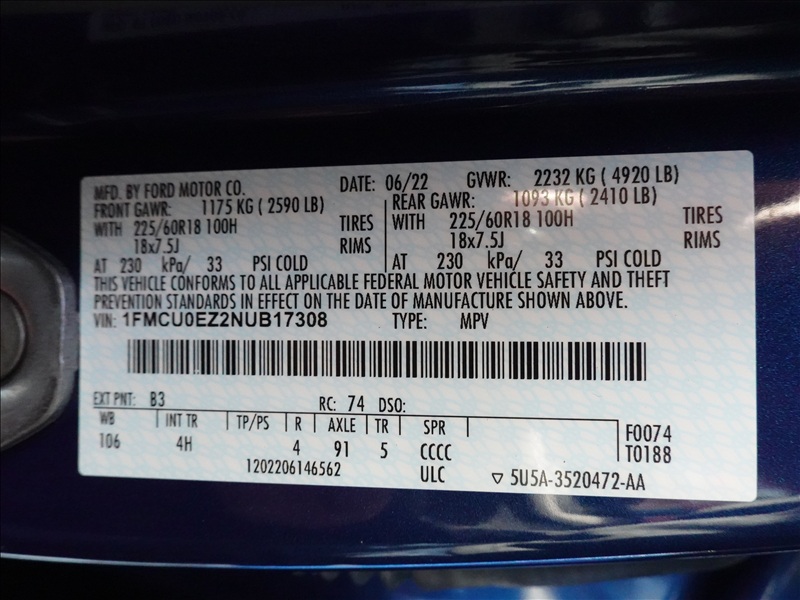 MFD. BY FORD MOTOR CO. DATE: 06/22 GVWR: 2232 KG ( 4920 LB)
FRONT GAWR: 1175 KG ( 2590 LB) REAR GAWR: 1093 KG ( 2410 LB)
WITH 225/60R18 100H TIRES WITH 225/60R18 100H TIRES
18x7.5J RIMS 18x7.5J RIMS
AT 230 kPa/ 33 PSI COLD AT 230 kPa/ 33 PSI COLD
THIS VEHICLE CONFORMS TO ALL APPLICABLE FEDERAL MOTOR VEHICLE SAFETY AND THEFT
PREVENTION STANDARDS IN EFFECT ON THE DATE OF MANUFACTURE SHOWN ABOVE.
VIN: 1FMCU0EZ2NUB17308 TYPE: MPV
EXT PNT: B3 RC: 74 DSO:
WB INT TR TP/PS R AXLE TR SPR F0074
106 4H 4 91 5 CCCC T0188
1202206146562 ULC 5U5A-3520472-AA